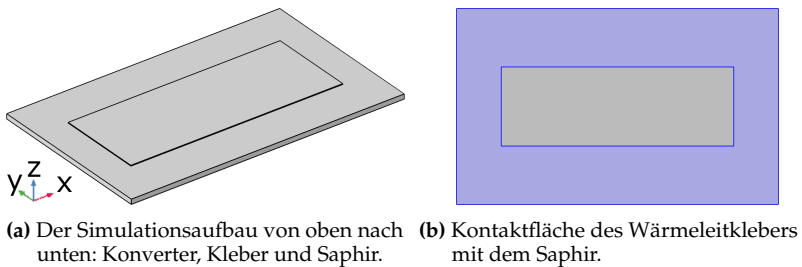 y z x
(a) Der Simulationsaufbau von oben nach
unten: Konverter, Kleber und Saphir.
(b) Kontaktfläche des Wärmeleitklebers
mit dem Saphir.